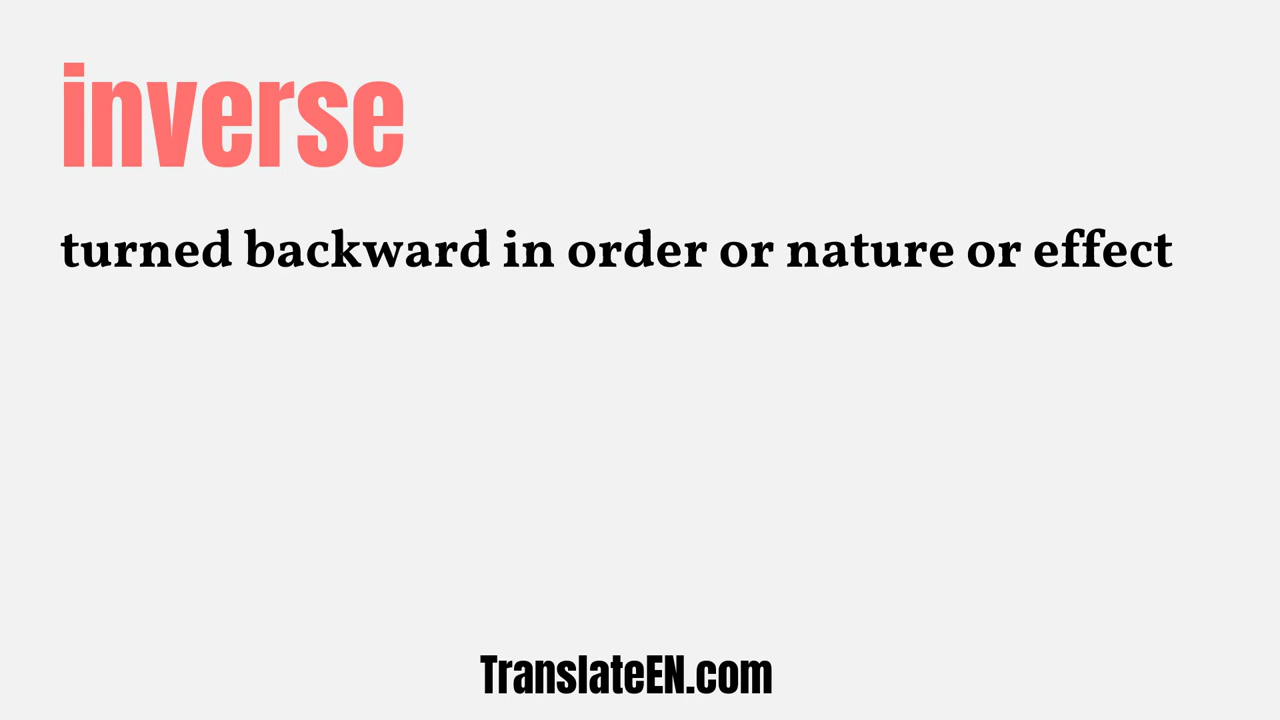 inverse
turned backward in order or nature or effect
TranslateEN.com